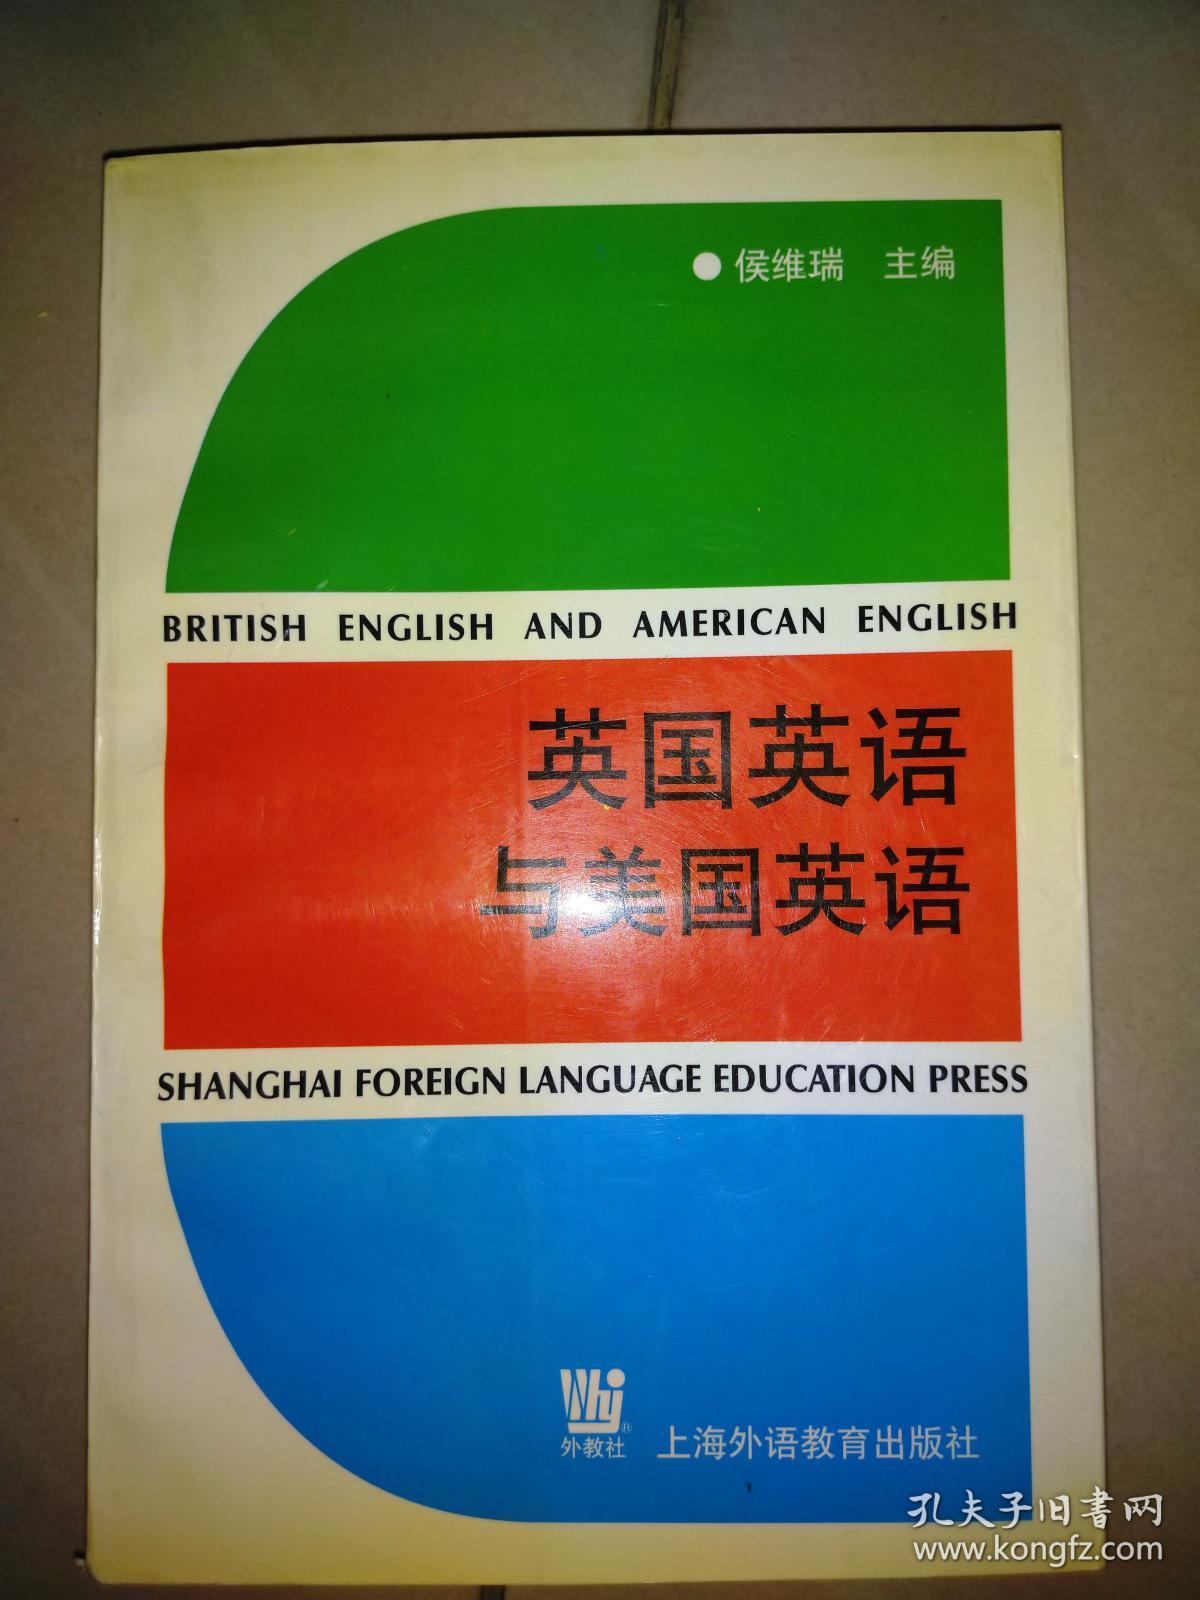 ●侯维瑞 主编
BRITISH ENGLISH AND AMERICAN ENGLISH
英国英语
与美国英语
SHANGHAI FOREIGN LANGUAGE EDUCATION PRESS
Whj®
外教社 上海外语教育出版社
孔夫子旧书网
www.kongfz.com